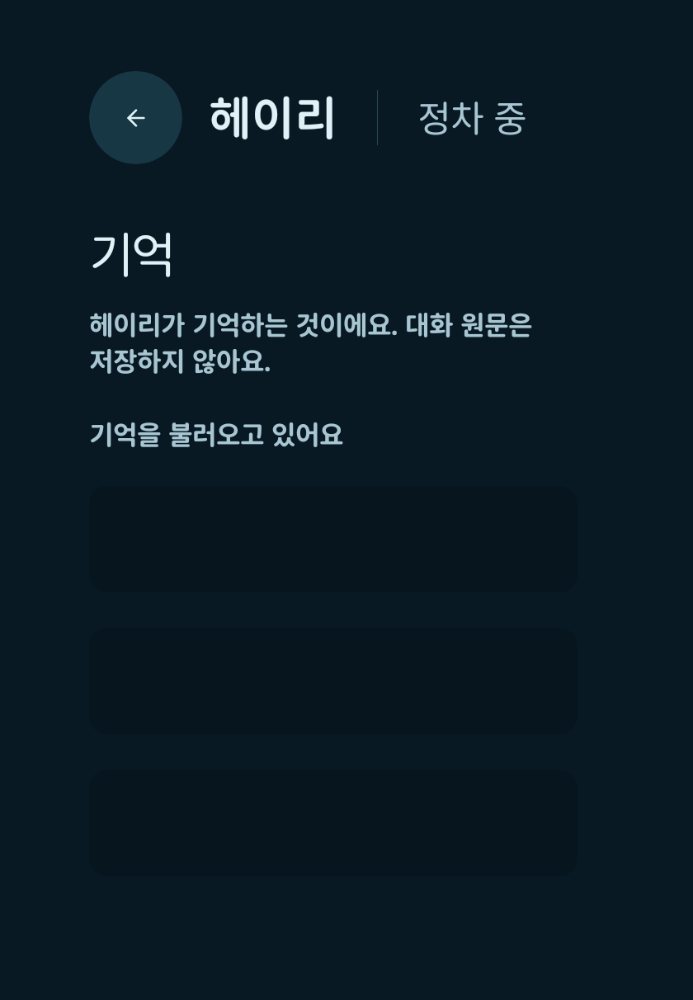 헤이리
정차 중
기억
헤이리가 기억하는 것이에요. 대화 원문은
저장하지 않아요.
기억을 불러오고 있어요